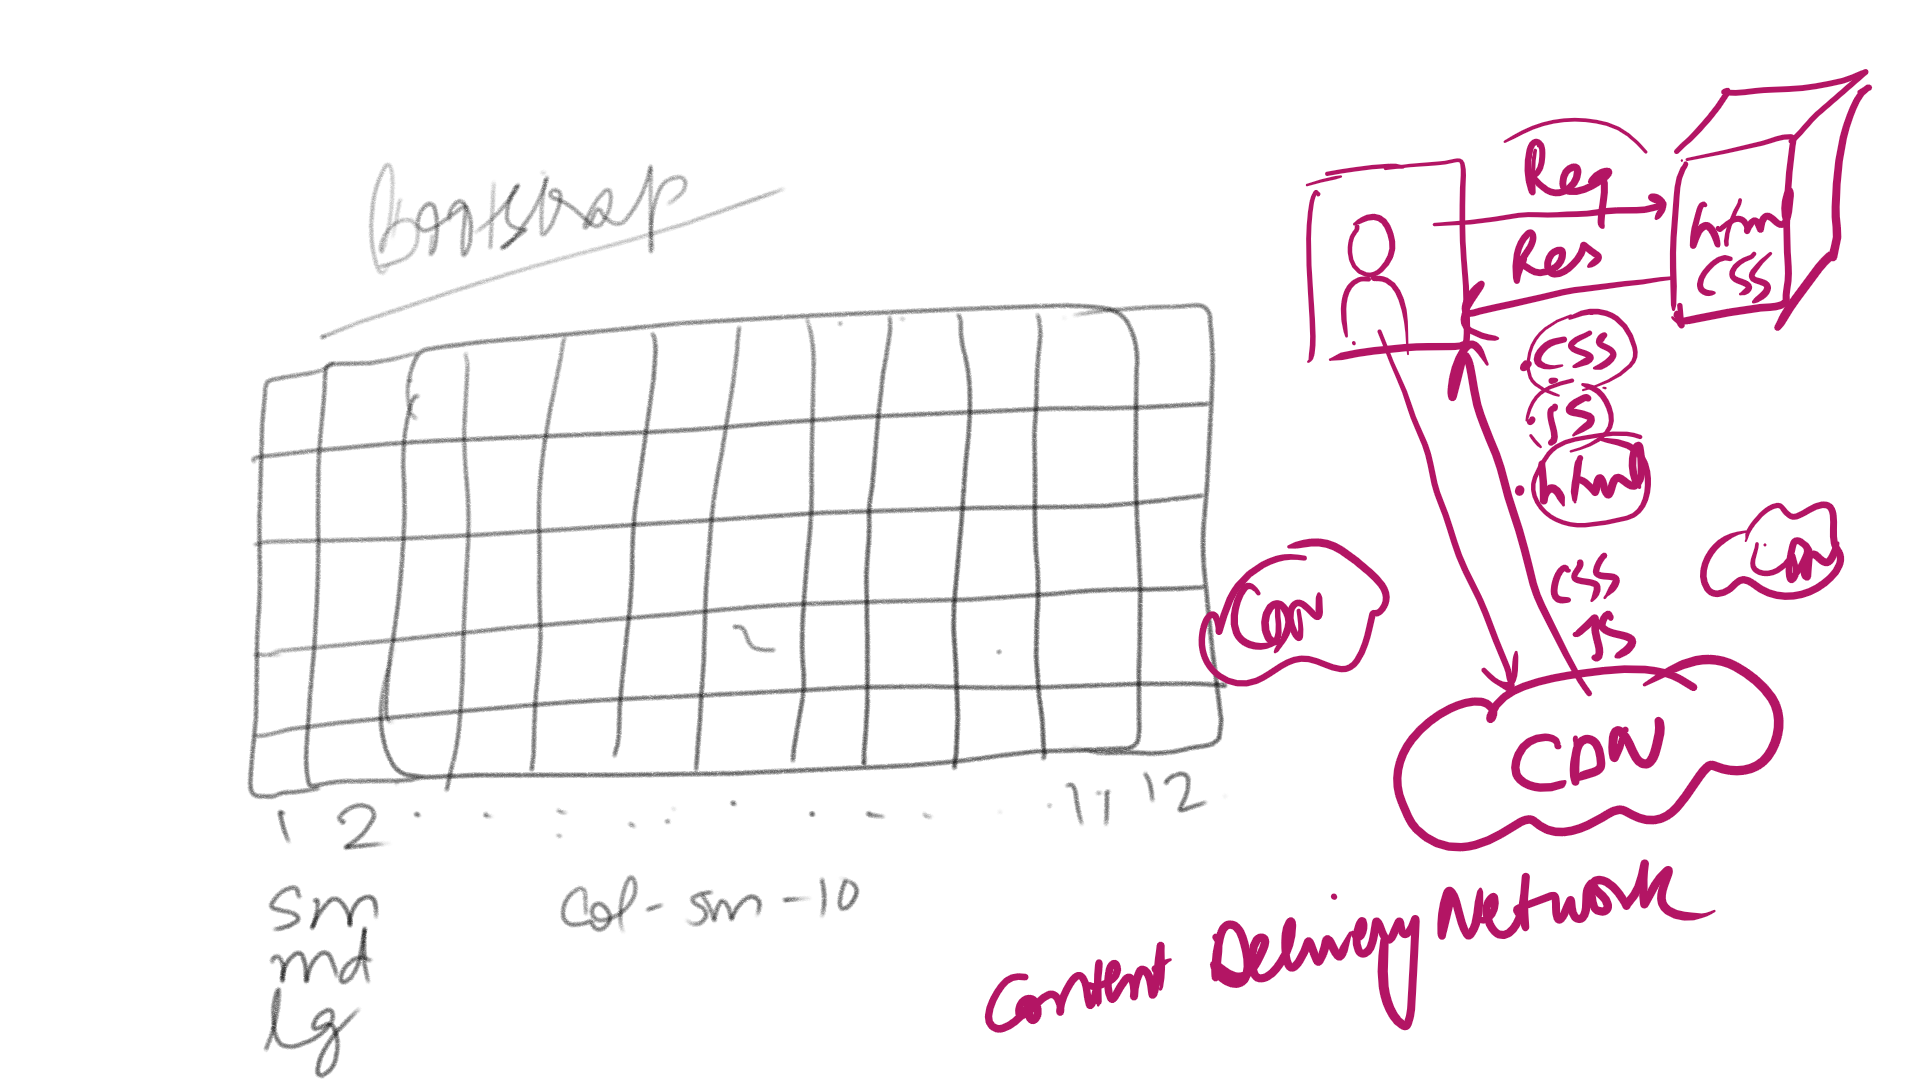 Bootstrap
1 2 . . . . . . . . . 11 12
sm
md
lg
col-sm-10
Req
Res
html
CSS
.CSS
.JS
.html
CSS
JS
CDN
CDN
CDN
Content Delivery Network